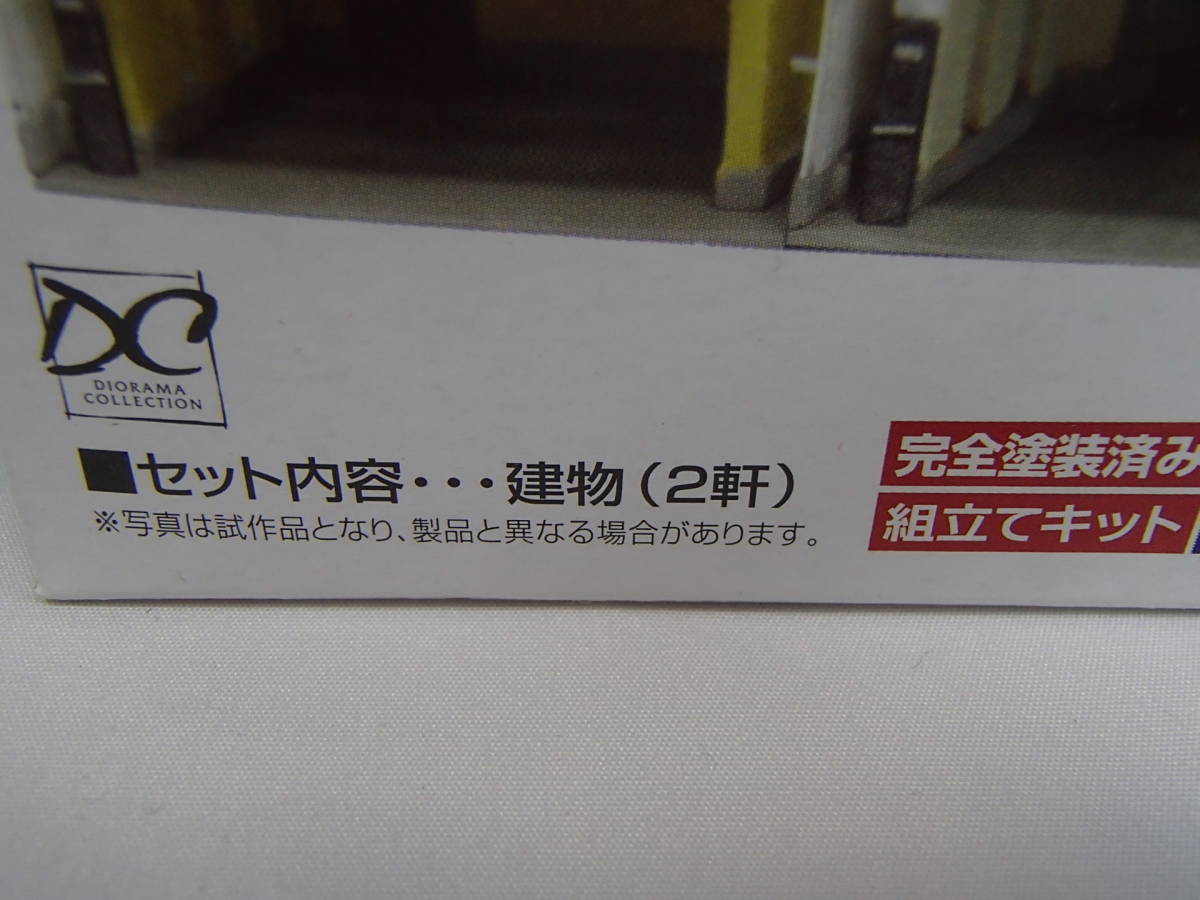 DC
DIORAMA
COLLECTION
■セット内容・・・建物（2軒）
※写真は試作品となり、製品と異なる場合があります。
完全塗装済み
組立てキット